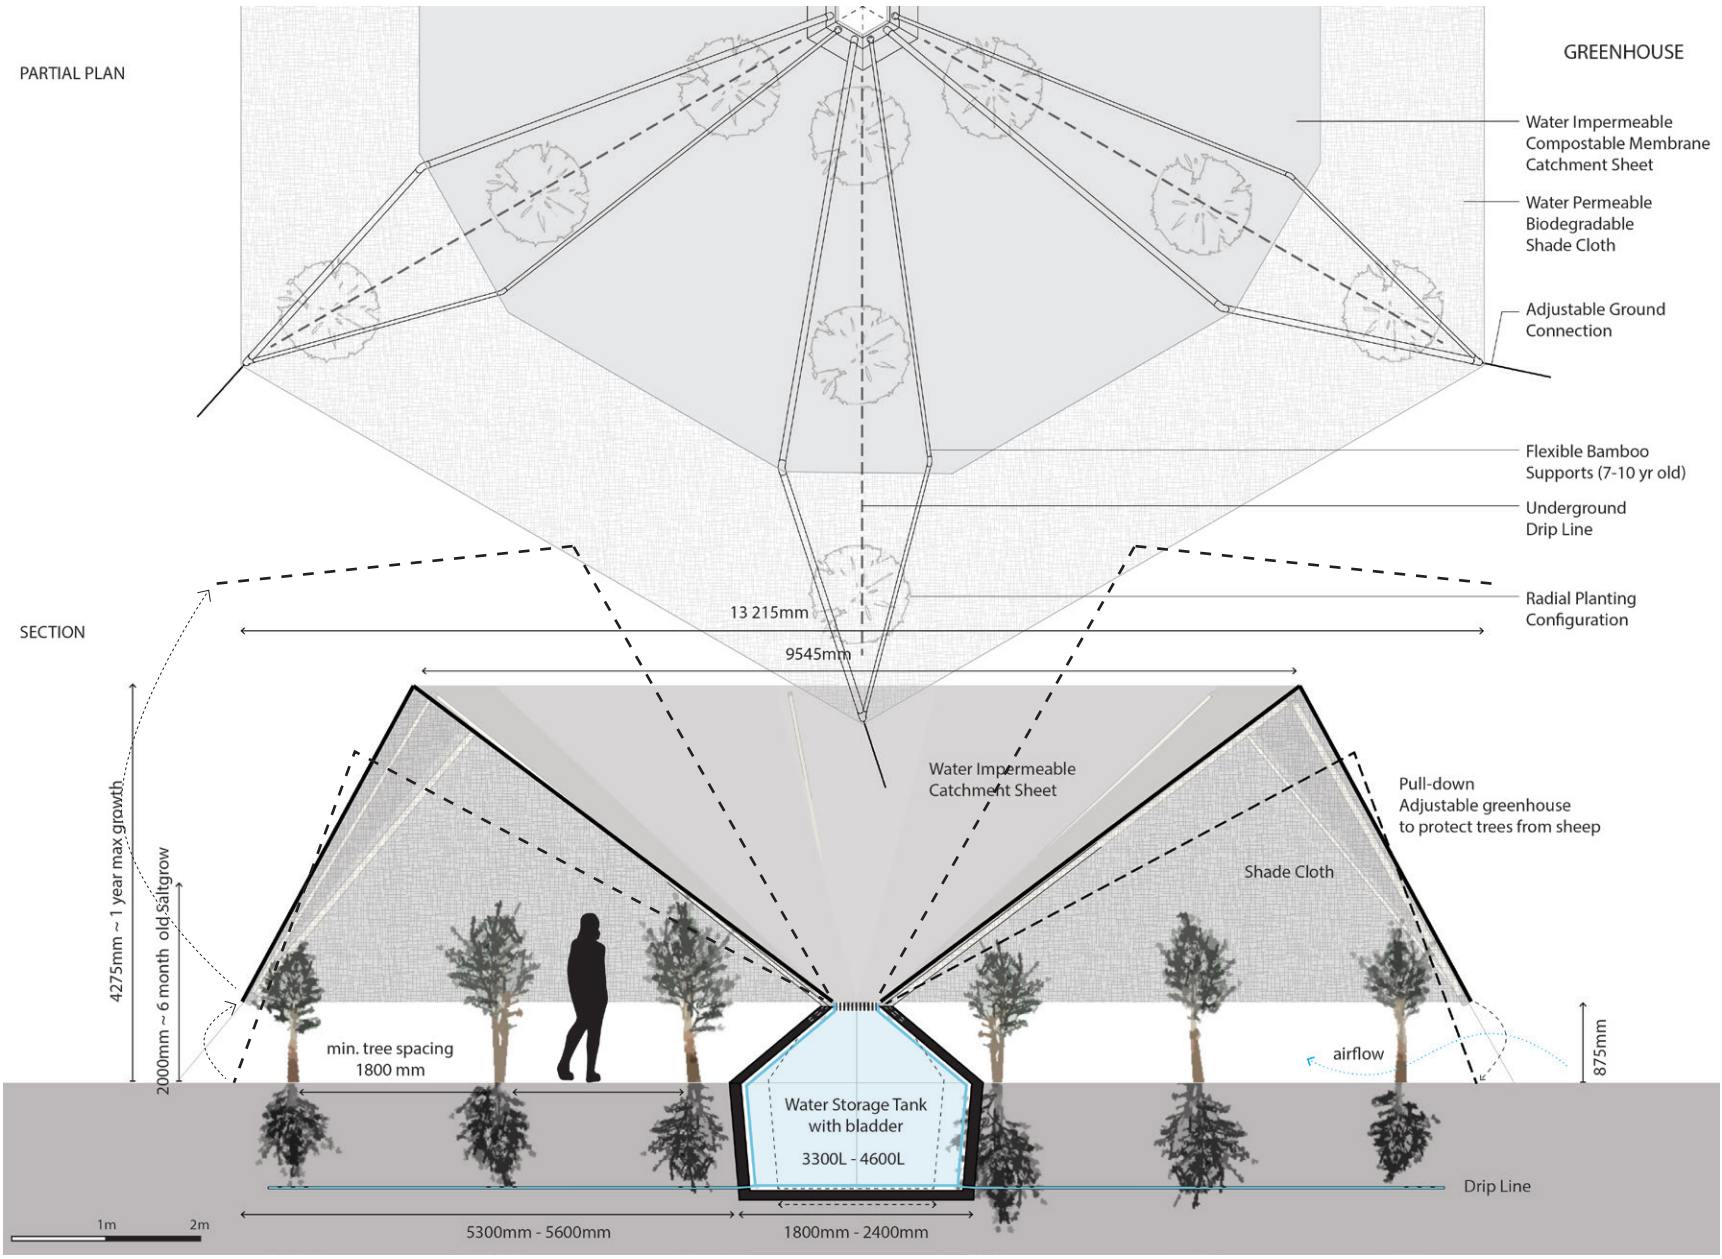 PARTIAL PLAN
GREENHOUSE
Water Impermeable
Compostable Membrane
Catchment Sheet
Water Permeable
Biodegradable
Shade Cloth
Adjustable Ground
Connection
Flexible Bamboo
Supports (7-10 yr old)
Underground
Drip Line
Radial Planting
Configuration
SECTION
13 215mm
9545mm
Water Impermeable
Catchment Sheet
Pull-down
Adjustable greenhouse
to protect trees from sheep
Shade Cloth
4275mm ~ 1 year max growth
2000mm ~ 6 month old Saltgrow
min. tree spacing
1800 mm
airflow
875mm
Water Storage Tank
with bladder
3300L - 4600L
Drip Line
1m
2m
5300mm - 5600mm
1800mm - 2400mm